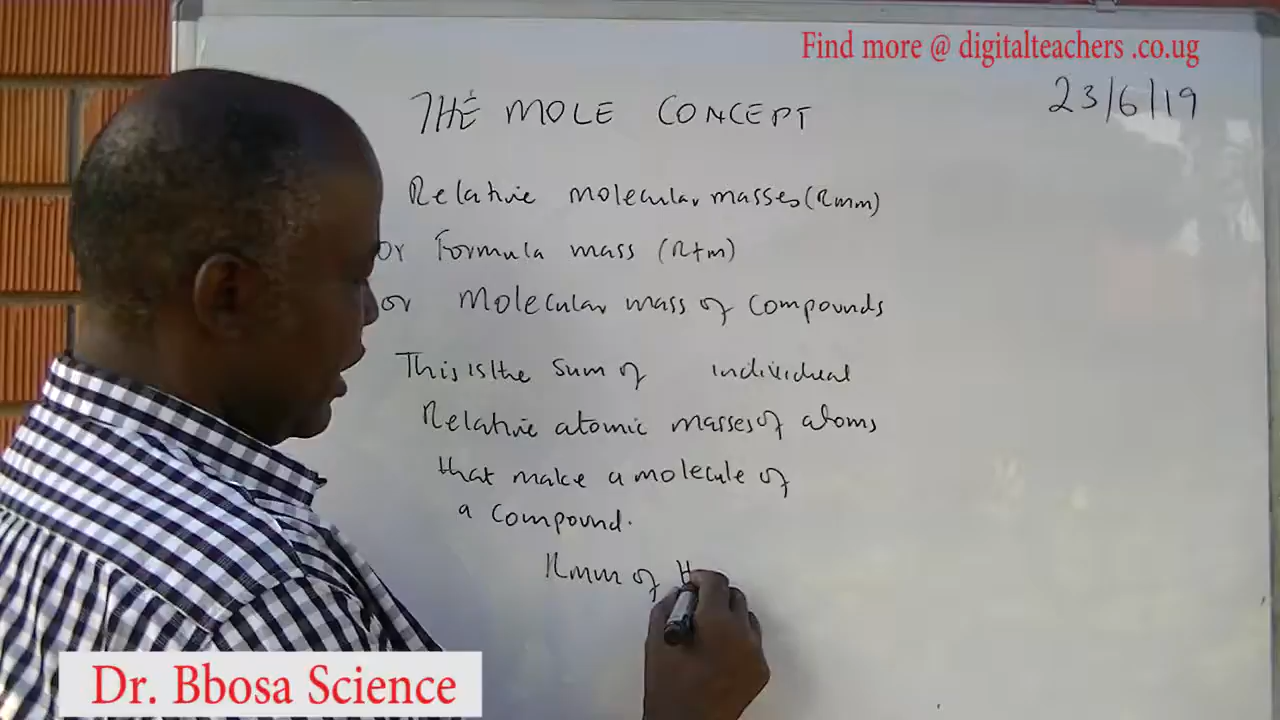 Find more @ digitalteachers .co.ug
23/6/19
THE MOLE CONCEPT
Relative molecular masses (Rmm)
or Formula mass (Rfm)
or Molecular mass of compounds
This is the sum of individual
Relative atomic masses of atoms
that make a molecule of
a compound.
Rmm of H
Dr. Bbosa Science